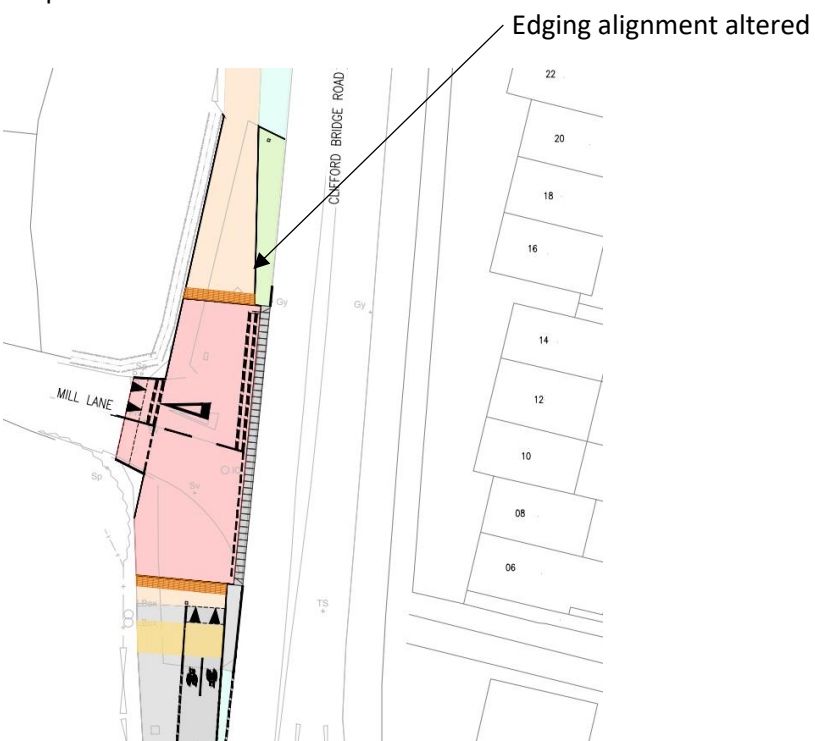 Edging alignment altered
22
20
CLIFFORD BRIDGE ROAD
18
16
Gy
Gy
14
MILL LANE
12
10
IC
Sp
Sv
08
06
TS